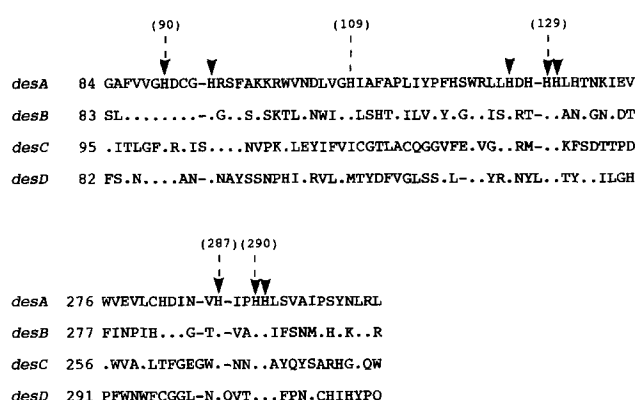 (90) (109) (129)
desA 84 GAFVVGHDCG-HRSFAKKRWVNDLVGHIAFAPLIYPFHSWRLLHDH-HHLHTNKIEV
desB 83 SL........-.G..S.SKTL.NWI..LSHT.ILV.Y.G..IS.RT-..AN.GN.DT
desC 95 .ITLGF.R.IS....NVPK.LEYIFVICGTLACQGGVFE.VG..RM-..KFSDTTPD
desD 82 FS.N....AN-.NAYSSNPHI.RVL.MTYDFVGLSS.L-..YR.NYL..TY..ILGH
(287) (290)
desA 276 WVEVLCHDIN-VH-IPHHLSVAIPSYNLRL
desB 277 FINPIH...G-T.-VA..IFSNM.H.K..R
desC 256 .WVA.LTFGEGW.-NN..AYQYSARHG.QW
desD 291 PFWNWFCGGL-N.QVT...FPN.CHIHYPQ